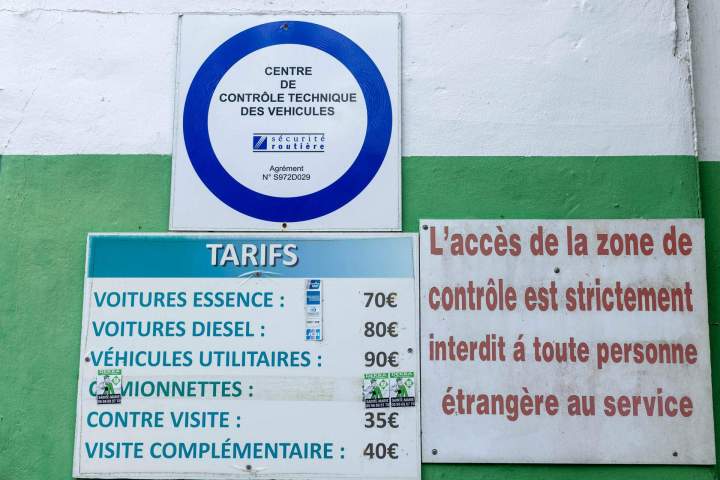 CENTRE
DE
CONTRÔLE TECHNIQUE
DES VEHICULES
sécurité
routière
Agrément
N° S972D029
TARIFS
VOITURES ESSENCE : 70€
VOITURES DIESEL : 80€
VÉHICULES UTILITAIRES : 90€
CAMIONNETTES :
CONTRE VISITE : 35€
VISITE COMPLÉMENTAIRE : 40€
L'accès de la zone de
contrôle est strictement
interdit á toute personne
étrangère au service